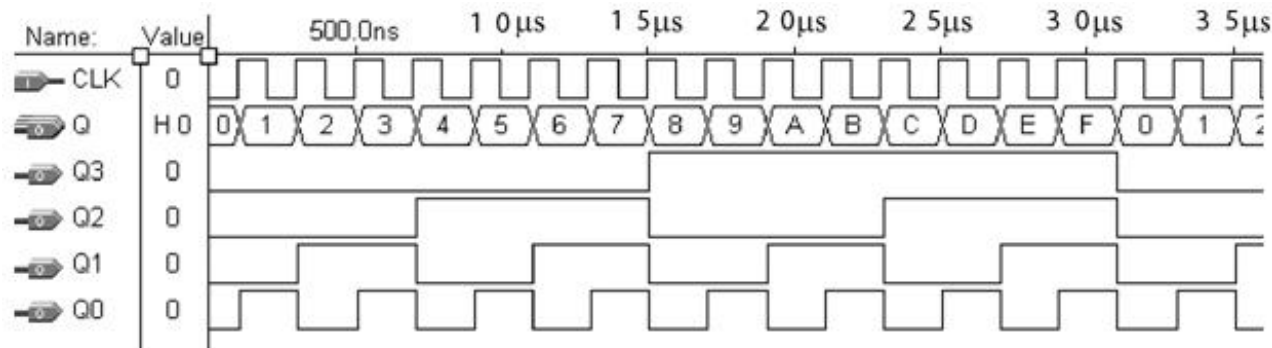 Name: Value 500.0ns 1 0μs 1 5μs 2 0μs 2 5μs 3 0μs 3 5μs
CLK 0
Q H 0 0 1 2 3 4 5 6 7 8 9 A B C D E F 0 1 2
Q3 0
Q2 0
Q1 0
Q0 0